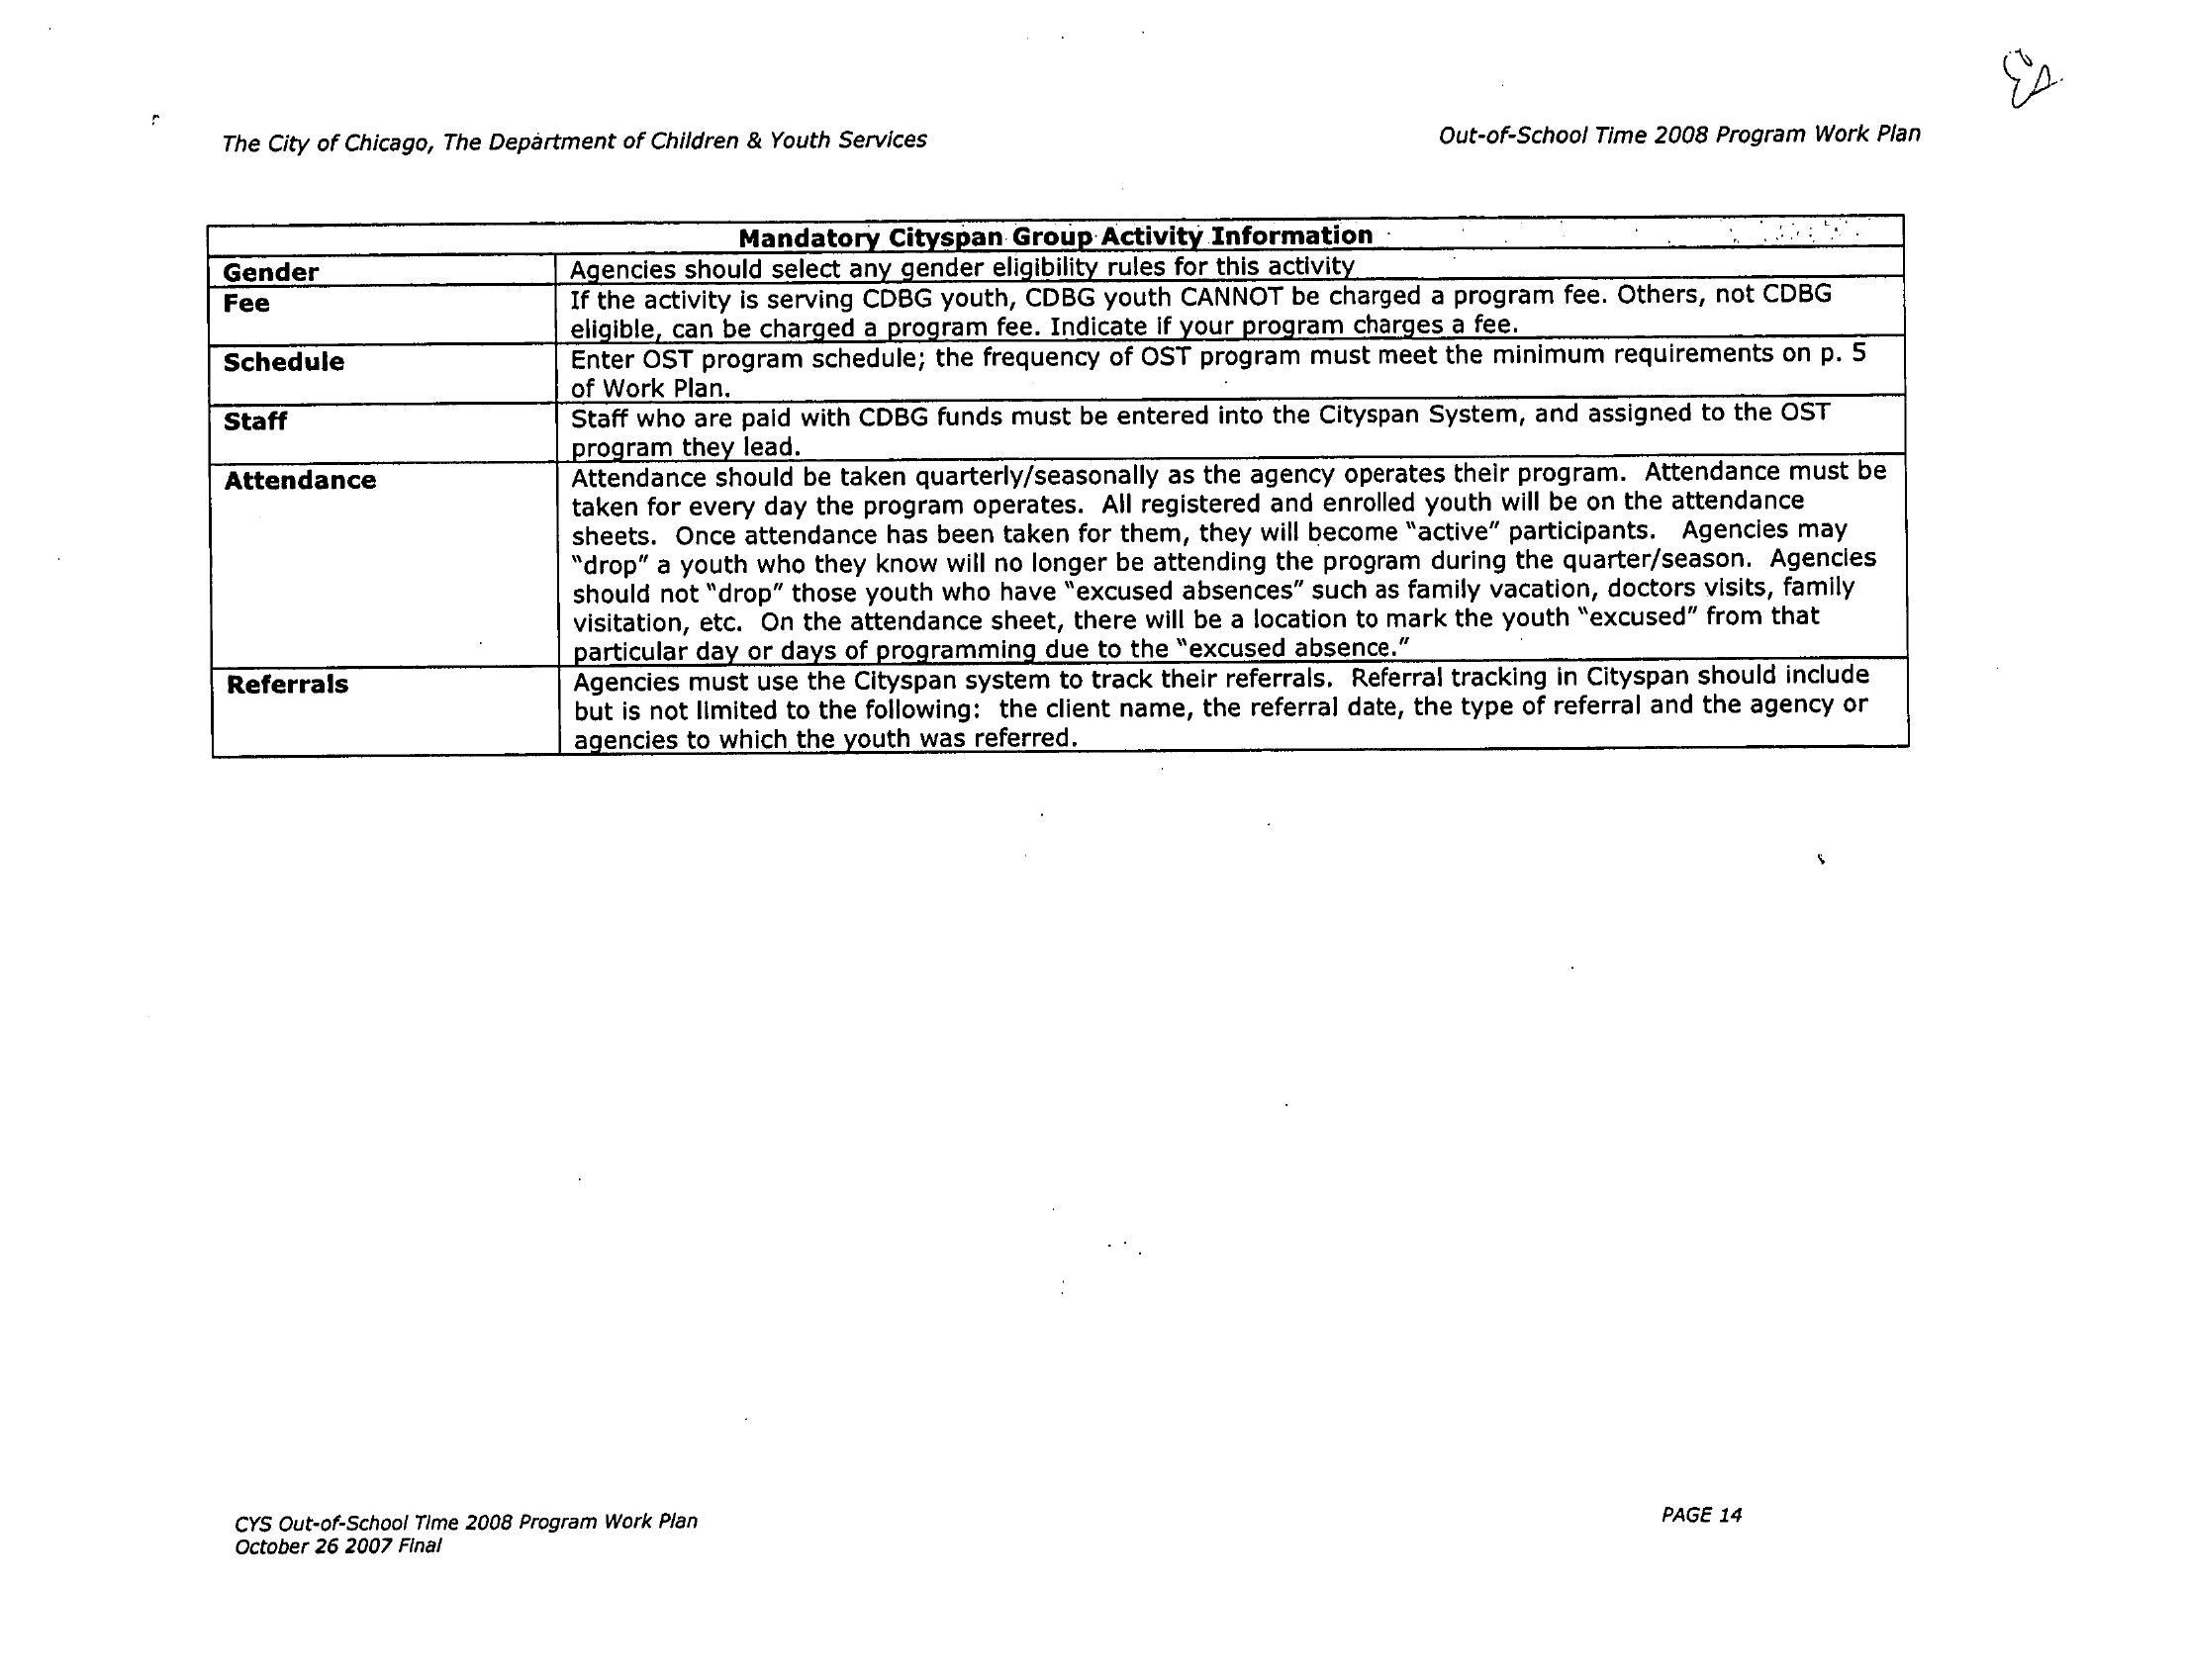 The City of Chicago, The Department of Children & Youth Services
Out-of-School Time 2008 Program Work Plan
Mandatory Cityspan Group Activity Information
Gender
Agencies should select any gender eligibility rules for this activity
Fee
If the activity is serving CDBG youth, CDBG youth CANNOT be charged a program fee. Others, not CDBG
eligible, can be charged a program fee. Indicate if your program charges a fee.
Schedule
Enter OST program schedule; the frequency of OST program must meet the minimum requirements on p. 5
of Work Plan.
Staff
Staff who are paid with CDBG funds must be entered into the Cityspan System, and assigned to the OST
program they lead.
Attendance
Attendance should be taken quarterly/seasonally as the agency operates their program.  Attendance must be
taken for every day the program operates.  All registered and enrolled youth will be on the attendance
sheets.  Once attendance has been taken for them, they will become “active” participants.   Agencies may
“drop” a youth who they know will no longer be attending the program during the quarter/season.  Agencies
should not “drop” those youth who have “excused absences” such as family vacation, doctors visits, family
visitation, etc.  On the attendance sheet, there will be a location to mark the youth “excused” from that
particular day or days of programming due to the “excused absence.”
Referrals
Agencies must use the Cityspan system to track their referrals.  Referral tracking in Cityspan should include
but is not limited to the following:  the client name, the referral date, the type of referral and the agency or
agencies to which the youth was referred.
CYS Out-of-School Time 2008 Program Work Plan
October 26 2007 Final
PAGE 14